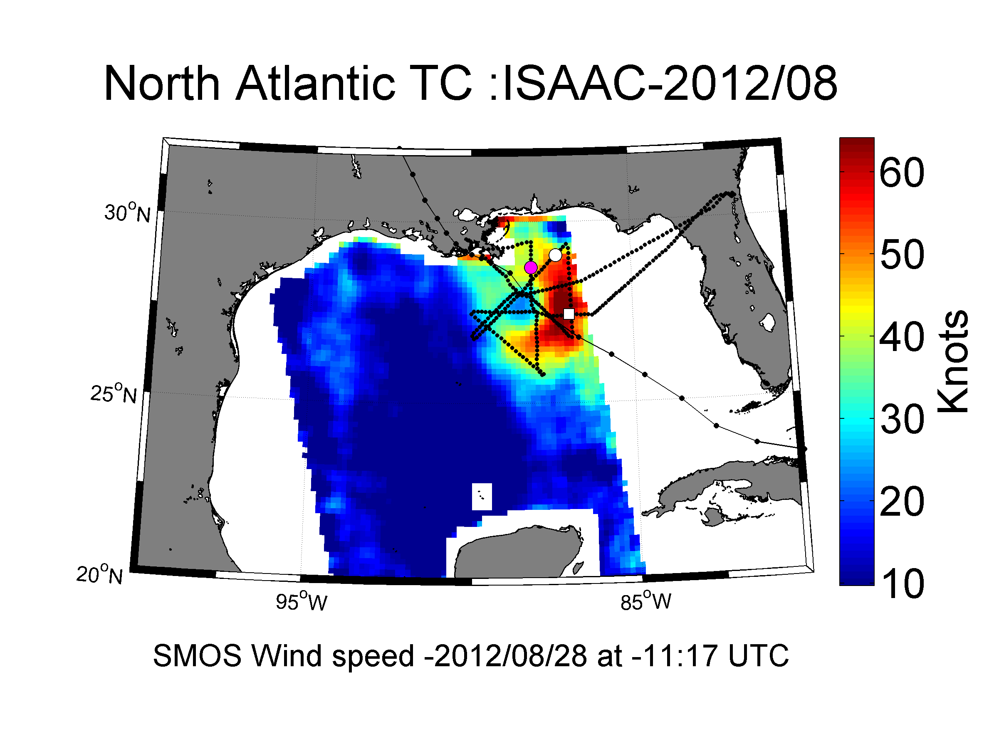 North Atlantic TC :ISAAC-2012/08
30°N
25°N
20°N
95°W
85°W
60
50
40
30
20
10
Knots
SMOS Wind speed -2012/08/28 at -11:17 UTC